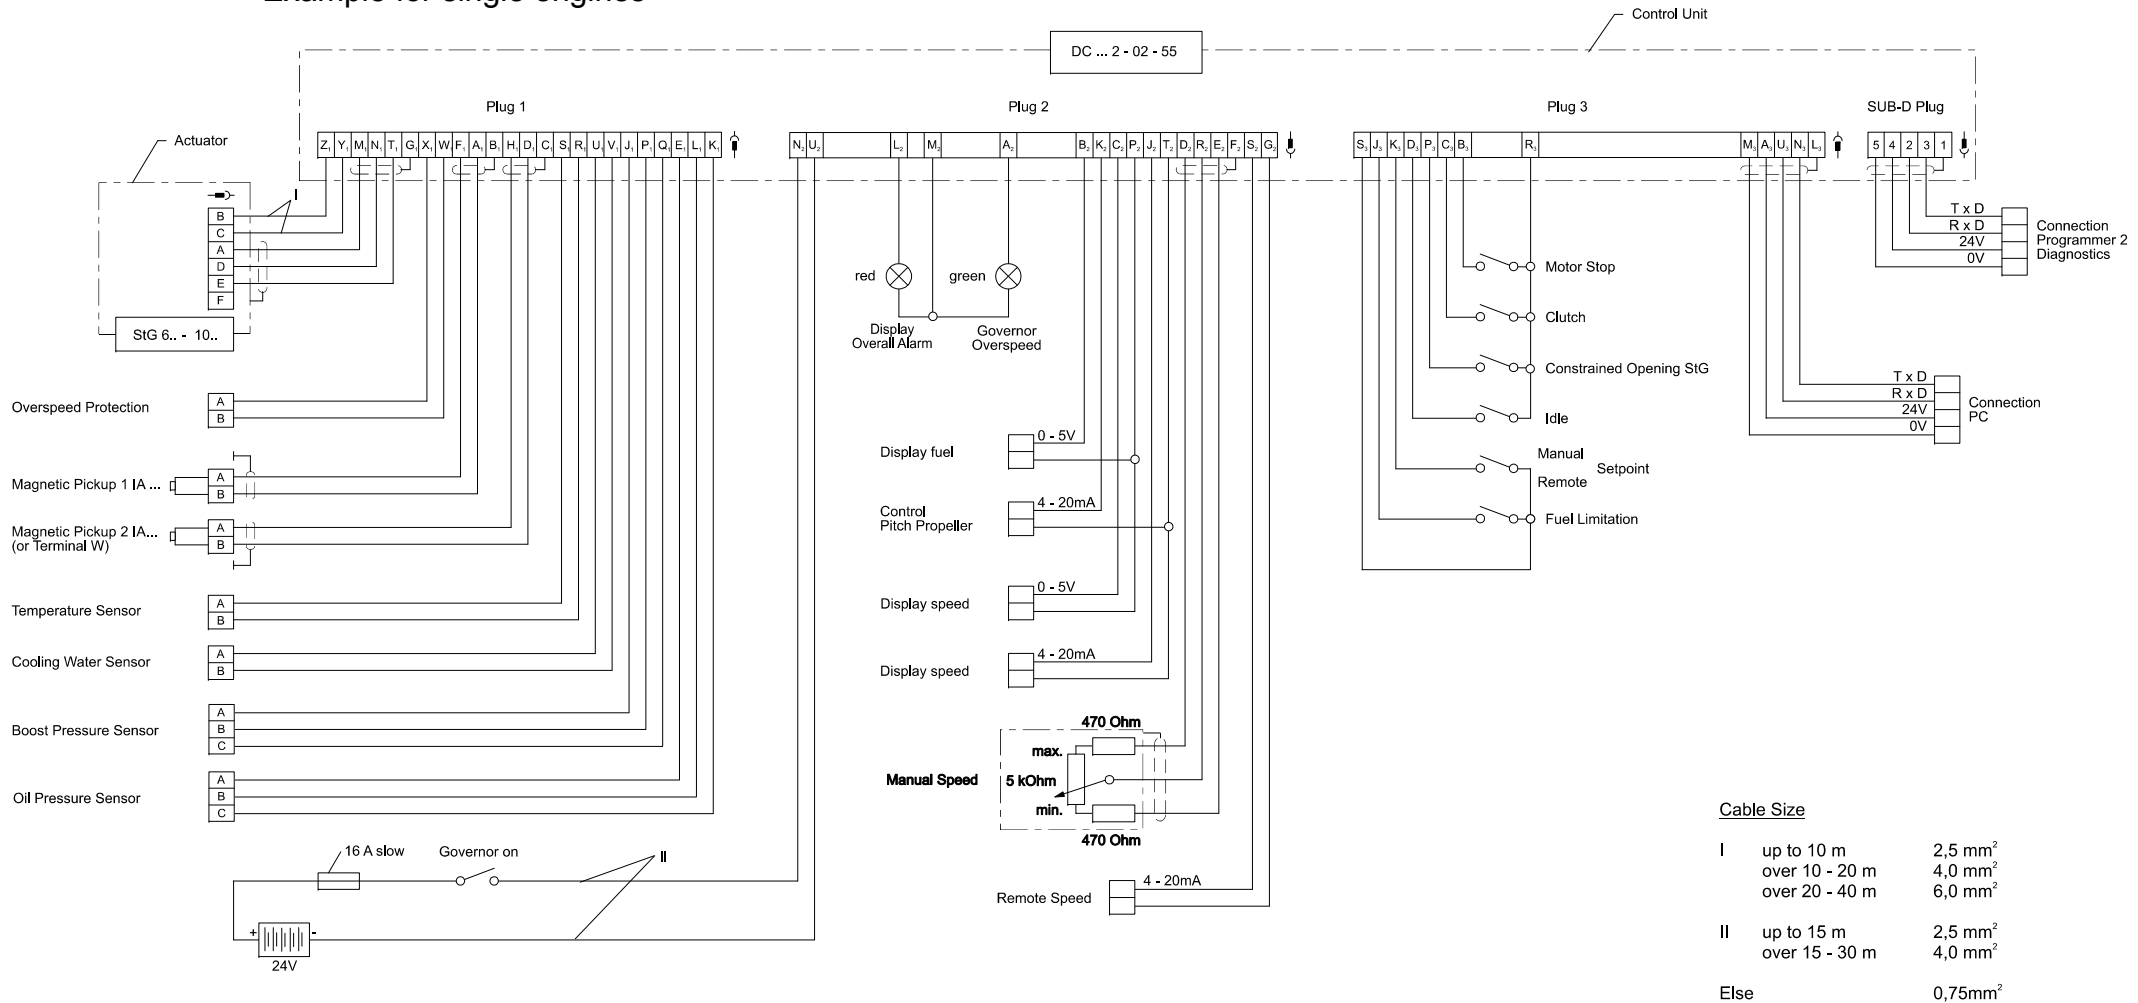 Example for single engines
Control Unit
DC ... 2 - 02 - 55
Plug 1
Plug 2
Plug 3
SUB-D Plug
Actuator
Z₁ Y₁ M₁ N₁ T₁ G₁ X₁ W₁ F₁ A₁ B₁ H₁ D₁ C₁ S₁ R₁ U₁ V₁ J₁ P₁ Q₁ E₁ L₁ K₁
N₂ U₂ L₂ M₂ A₂ B₂ K₂ C₂ P₂ J₂ T₂ D₂ R₂ E₂ F₂ S₂ G₂
S₃ J₃ K₃ D₃ P₃ C₃ B₃ R₃ M₃ A₃ U₃ N₃ L₃
5 4 2 3 1
I
B
C
A
D
E
F
StG 6.. - 10..
T x D
R x D
24V
0V
Connection
Programmer 2
Diagnostics
red
green
Display
Overall Alarm
Governor
Overspeed
Motor Stop
Clutch
Constrained Opening StG
Idle
Manual
Remote
Setpoint
Fuel Limitation
T x D
R x D
24V
0V
Connection
PC
Overspeed Protection
A
B
Magnetic Pickup 1 IA ...
A
B
Magnetic Pickup 2 IA...
(or Terminal W)
A
B
Temperature Sensor
A
B
Cooling Water Sensor
A
B
Boost Pressure Sensor
A
B
C
Oil Pressure Sensor
A
B
C
Display fuel
0 - 5V
Control
Pitch Propeller
4 - 20mA
Display speed
0 - 5V
Display speed
4 - 20mA
470 Ohm
max.
Manual Speed
5 kOhm
min.
470 Ohm
Remote Speed
4 - 20mA
16 A slow
Governor on
II
+
-
24V
Cable Size
I up to 10 m 2,5 mm²
over 10 - 20 m 4,0 mm²
over 20 - 40 m 6,0 mm²
II up to 15 m 2,5 mm²
over 15 - 30 m 4,0 mm²
Else 0,75mm²